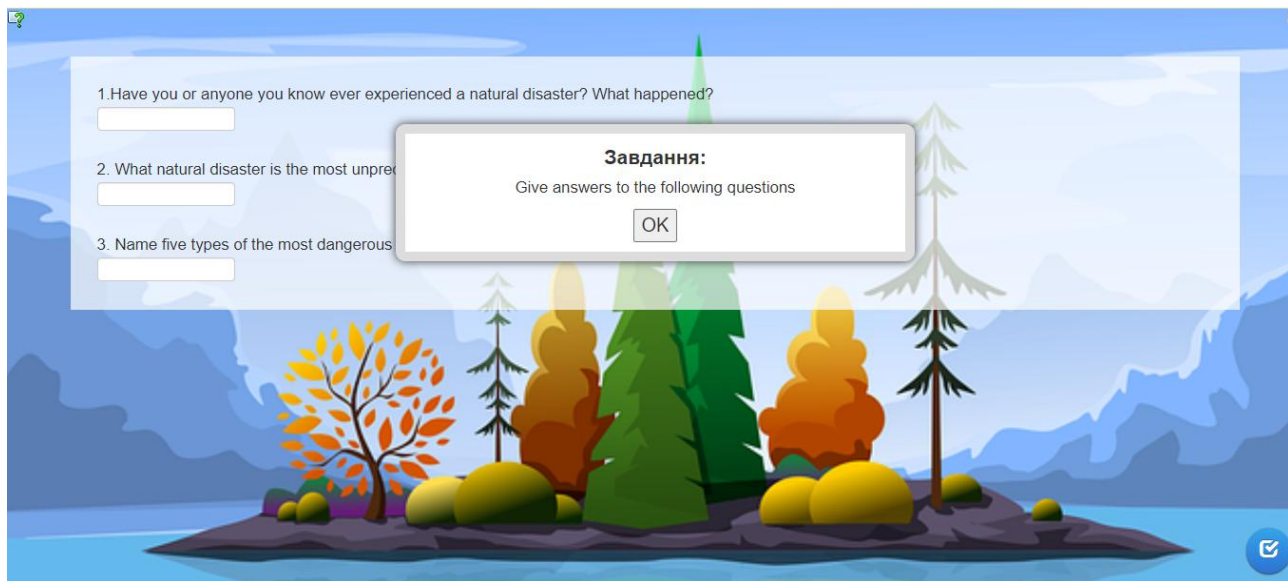 1.Have you or anyone you know ever experienced a natural disaster? What happened?
Завдання:
Give answers to the following questions
OK
2. What natural disaster is the most
3. Name five types of the most dangerous